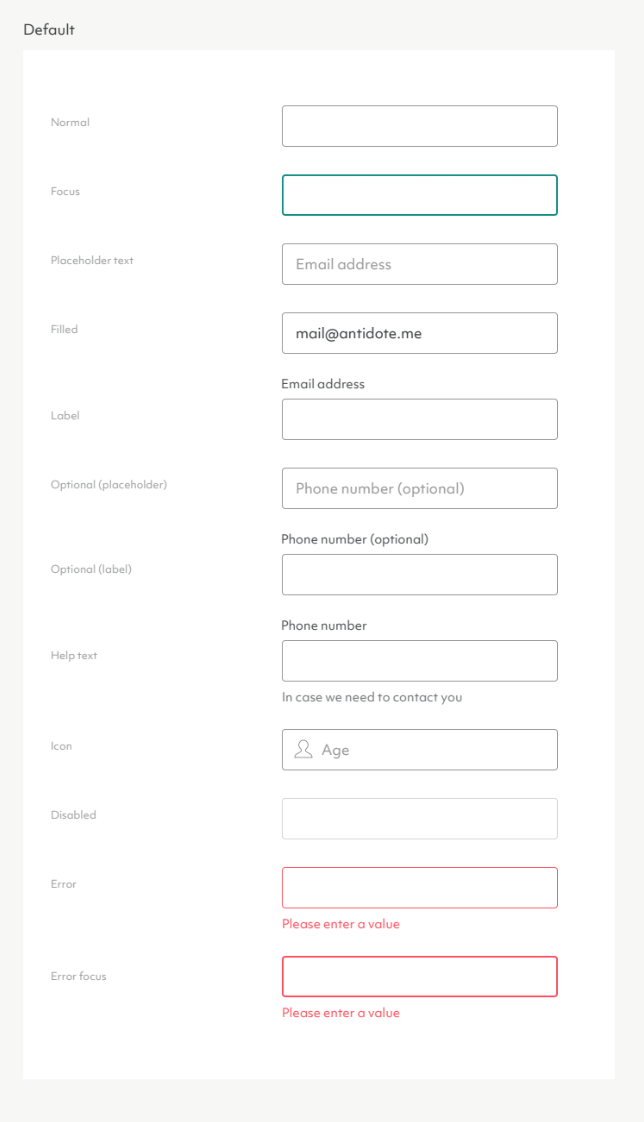 Default
Normal
Focus
Placeholder text
Email address
Filled
mail@antidote.me
Email address
Label
Optional (placeholder)
Phone number (optional)
Phone number (optional)
Optional (label)
Phone number
Help text
In case we need to contact you
Icon
Age
Disabled
Error
Please enter a value
Error focus
Please enter a value